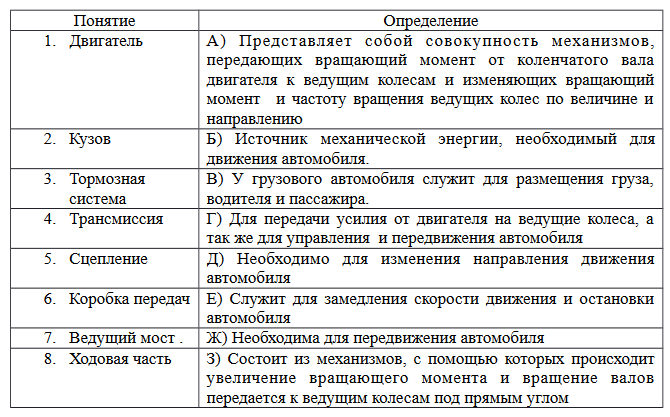 Понятие Определение
1. Двигатель А) Представляет собой совокупность механизмов,
передающих вращающий момент от коленчатого вала
двигателя к ведущим колесам и изменяющих вращающий
момент и частоту вращения ведущих колес по величине и
направлению
2. Кузов Б) Источник механической энергии, необходимый для
движения автомобиля.
3. Тормозная В) У грузового автомобиля служит для размещения груза,
система водителя и пассажира.
4. Трансмиссия Г) Для передачи усилия от двигателя на ведущие колеса, а
так же для управления и передвижения автомобиля
5. Сцепление Д) Необходимо для изменения направления движения
автомобиля
6. Коробка передач Е) Служит для замедления скорости движения и остановки
автомобиля
7. Ведущий мост . Ж) Необходима для передвижения автомобиля
8. Ходовая часть З) Состоит из механизмов, с помощью которых происходит
увеличение вращающего момента и вращение валов
передается к ведущим колесам под прямым углом